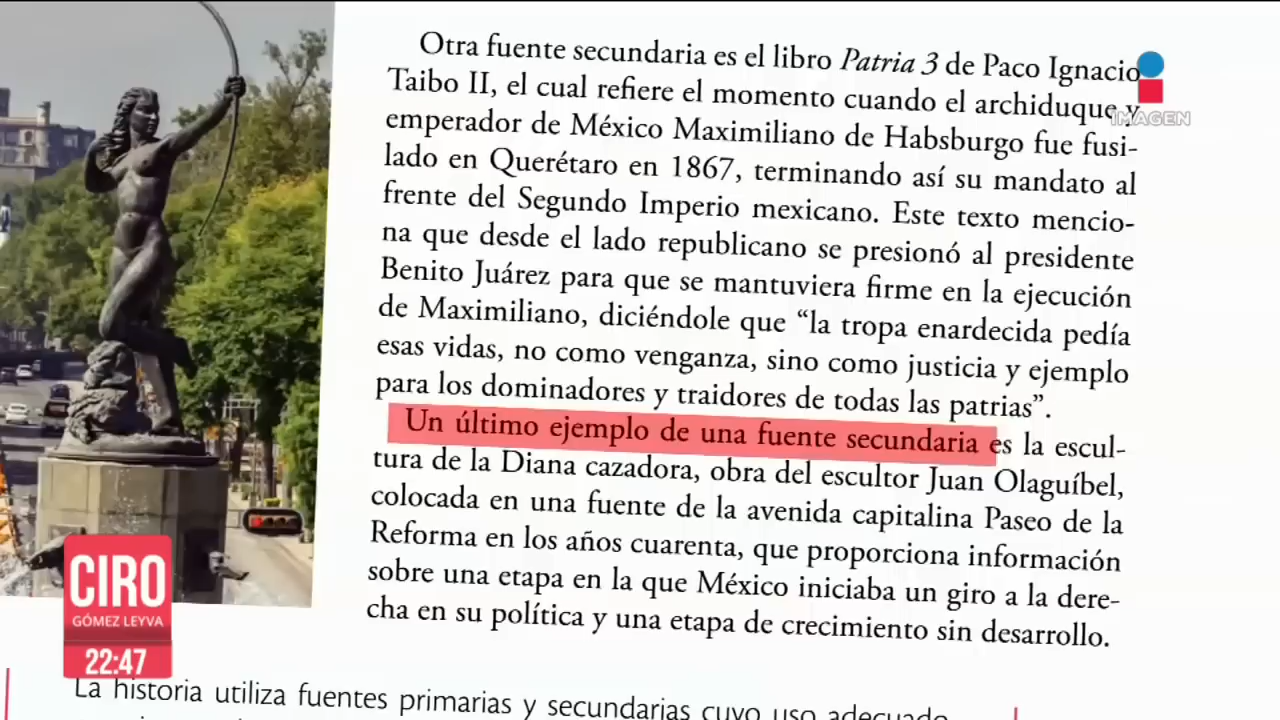 Otra fuente secundaria es el libro Patria 3 de Paco Ignacio
Taibo II, el cual refiere el momento cuando el archiduque y
emperador de México Maximiliano de Habsburgo fue fusi-
lado en Querétaro en 1867, terminando así su mandato al
frente del Segundo Imperio mexicano. Este texto mencio-
na que desde el lado republicano se presionó al presidente
Benito Juárez para que se mantuviera firme en la ejecución
de Maximiliano, diciéndole que “la tropa enardecida pedía
esas vidas, no como venganza, sino como justicia y ejemplo
para los dominadores y traidores de todas las patrias”.
Un último ejemplo de una fuente secundaria es la escul-
tura de la Diana cazadora, obra del escultor Juan Olaguíbel,
colocada en una fuente de la avenida capitalina Paseo de la
Reforma en los años cuarenta, que proporciona información
sobre una etapa en la que México iniciaba un giro a la dere-
cha en su política y una etapa de crecimiento sin desarrollo.
La historia utiliza fuentes primarias y secundarias cuyo uso adecuado
IMAGEN
CIRO
GÓMEZ LEYVA
22:47